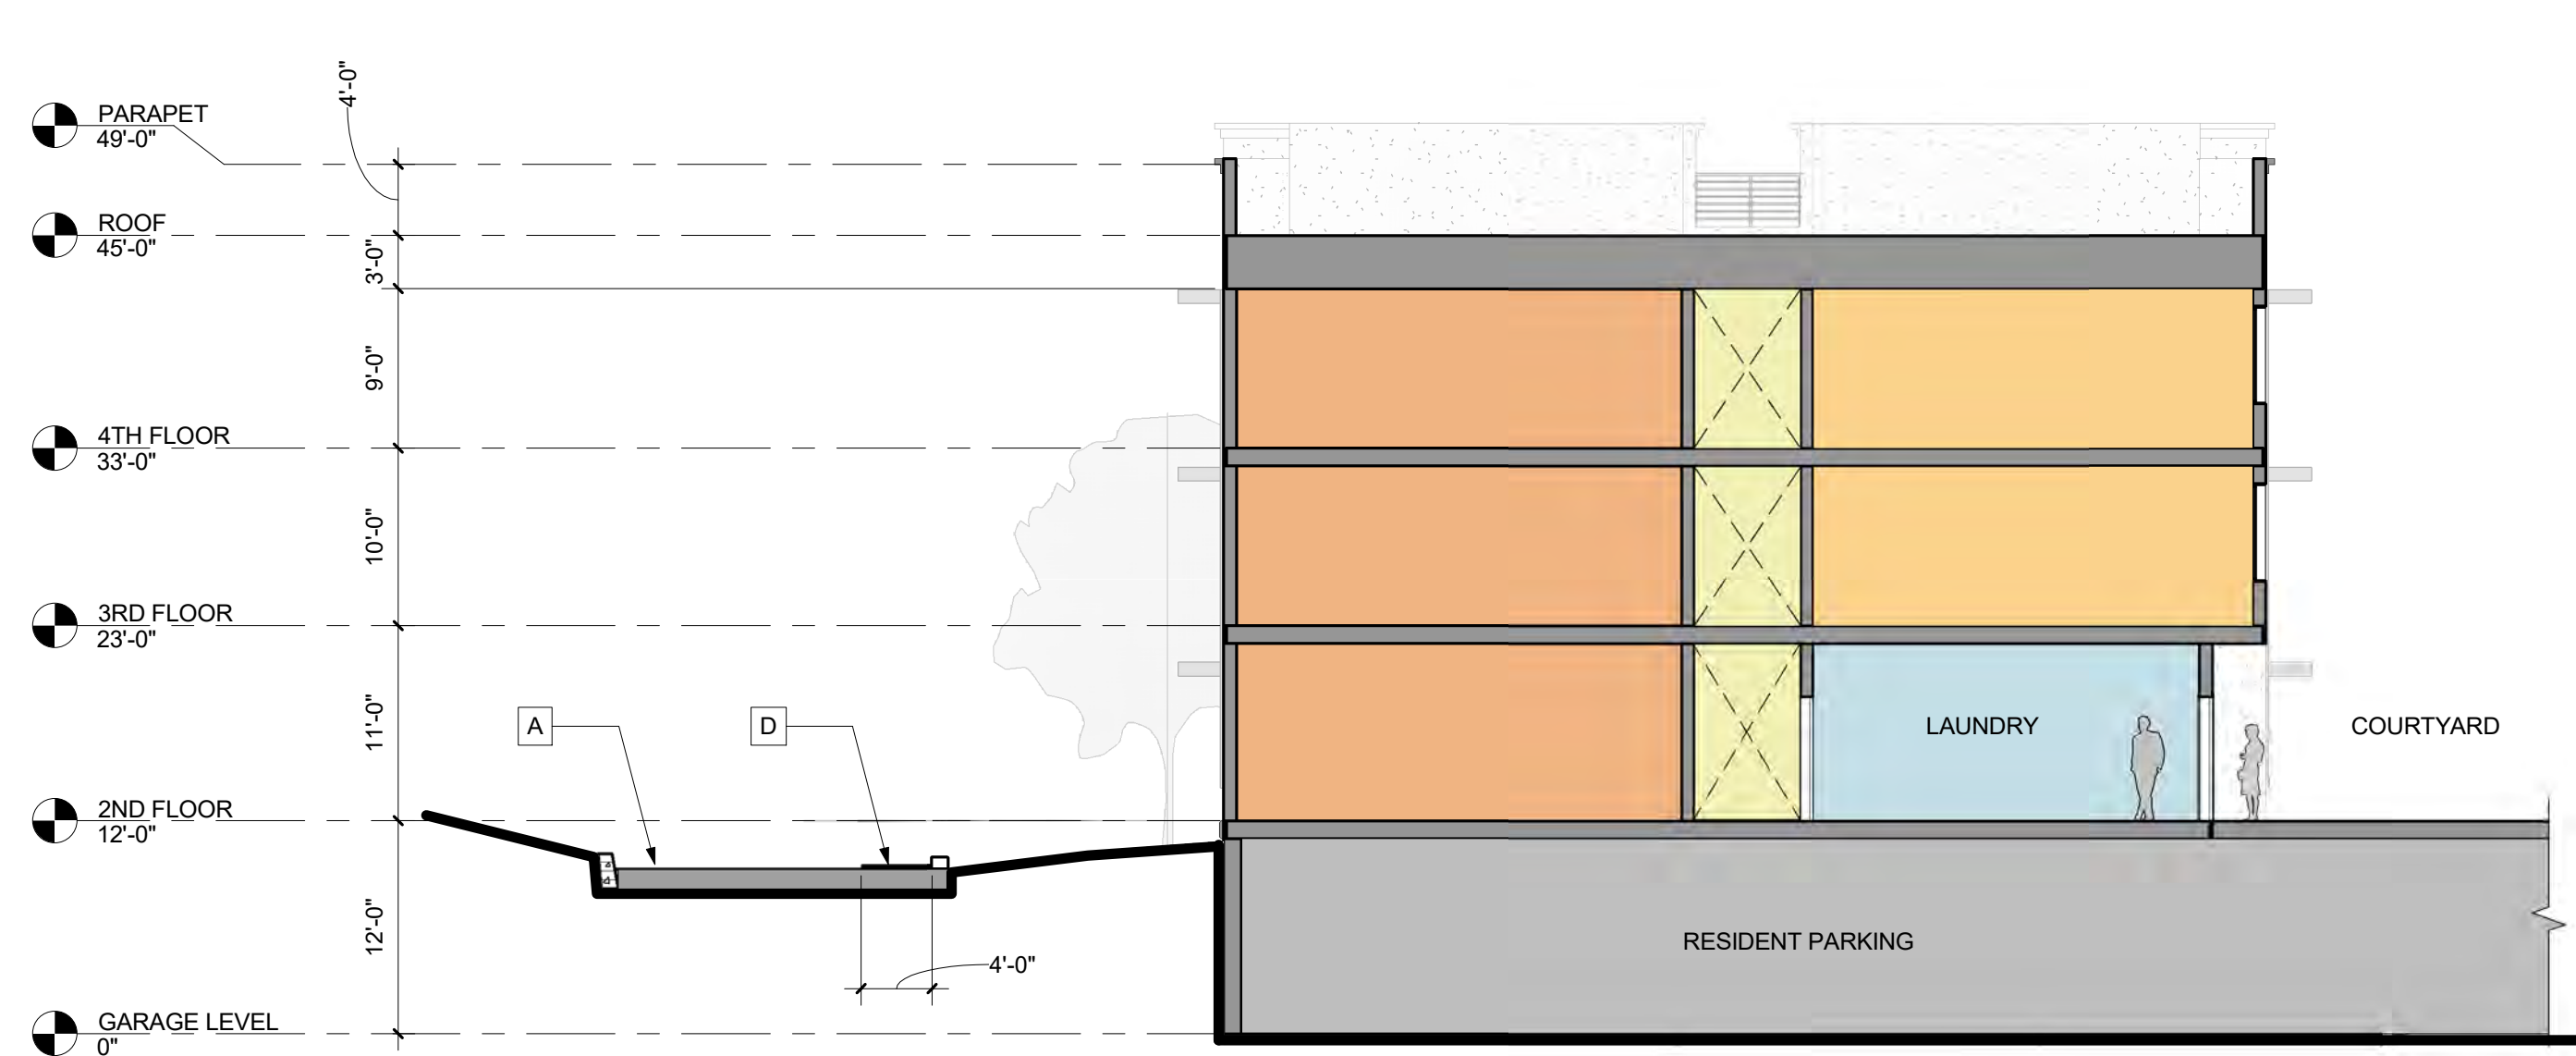 4'-0"
PARAPET
49'-0"
ROOF
45'-0"
3'-0"
9'-0"
4TH FLOOR
33'-0"
10'-0"
3RD FLOOR
23'-0"
11'-0"
A
D
LAUNDRY
COURTYARD
2ND FLOOR
12'-0"
12'-0"
RESIDENT PARKING
4'-0"
GARAGE LEVEL
0"